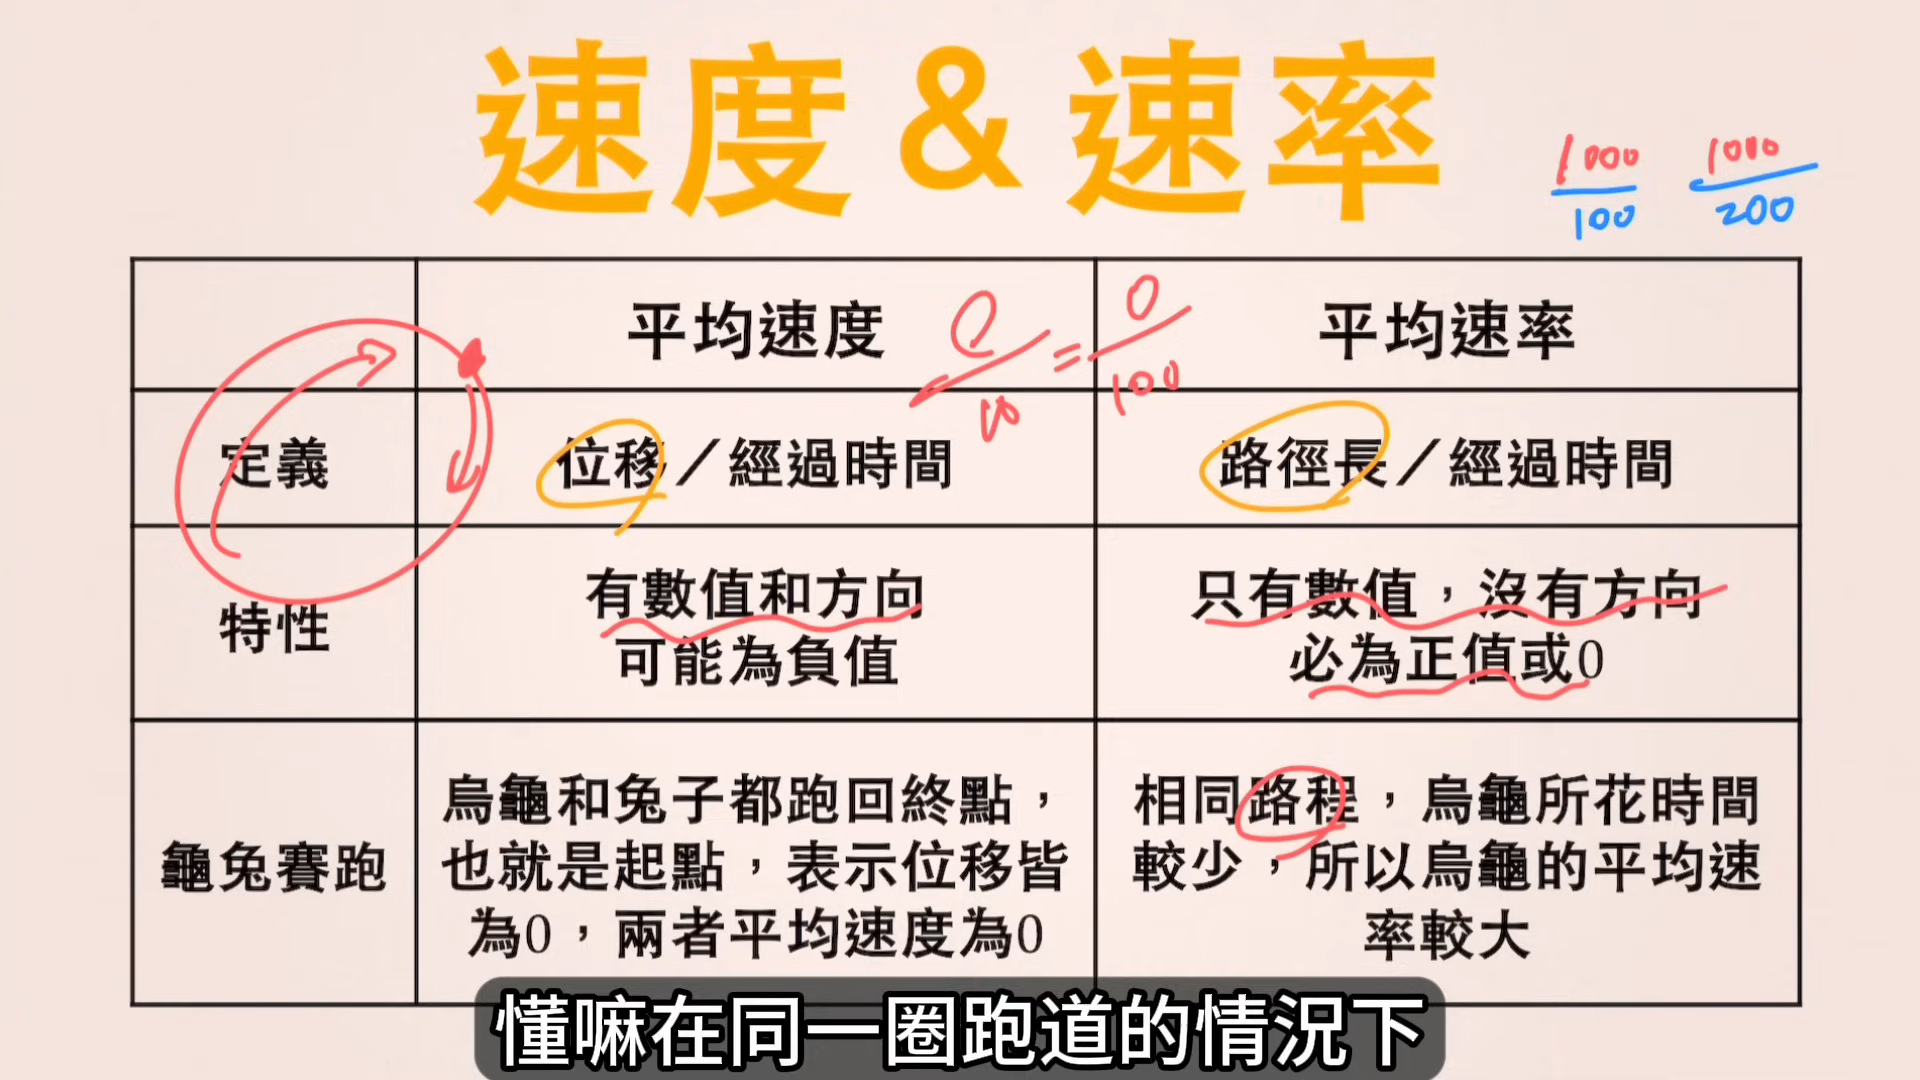 速度&速率
1000 1000
100 200
平均速度 平均速率
0 = 0
100
定義 位移／經過時間 路徑長／經過時間
特性
有數值和方向
可能為負值
只有數值，沒有方向
必為正值或0
龜兔賽跑
烏龜和兔子都跑回終點，
也就是起點，表示位移皆
為0，兩者平均速度為0
相同路程，烏龜所花時間
較少，所以烏龜的平均速
率較大
懂嘛在同一圈跑道的情況下